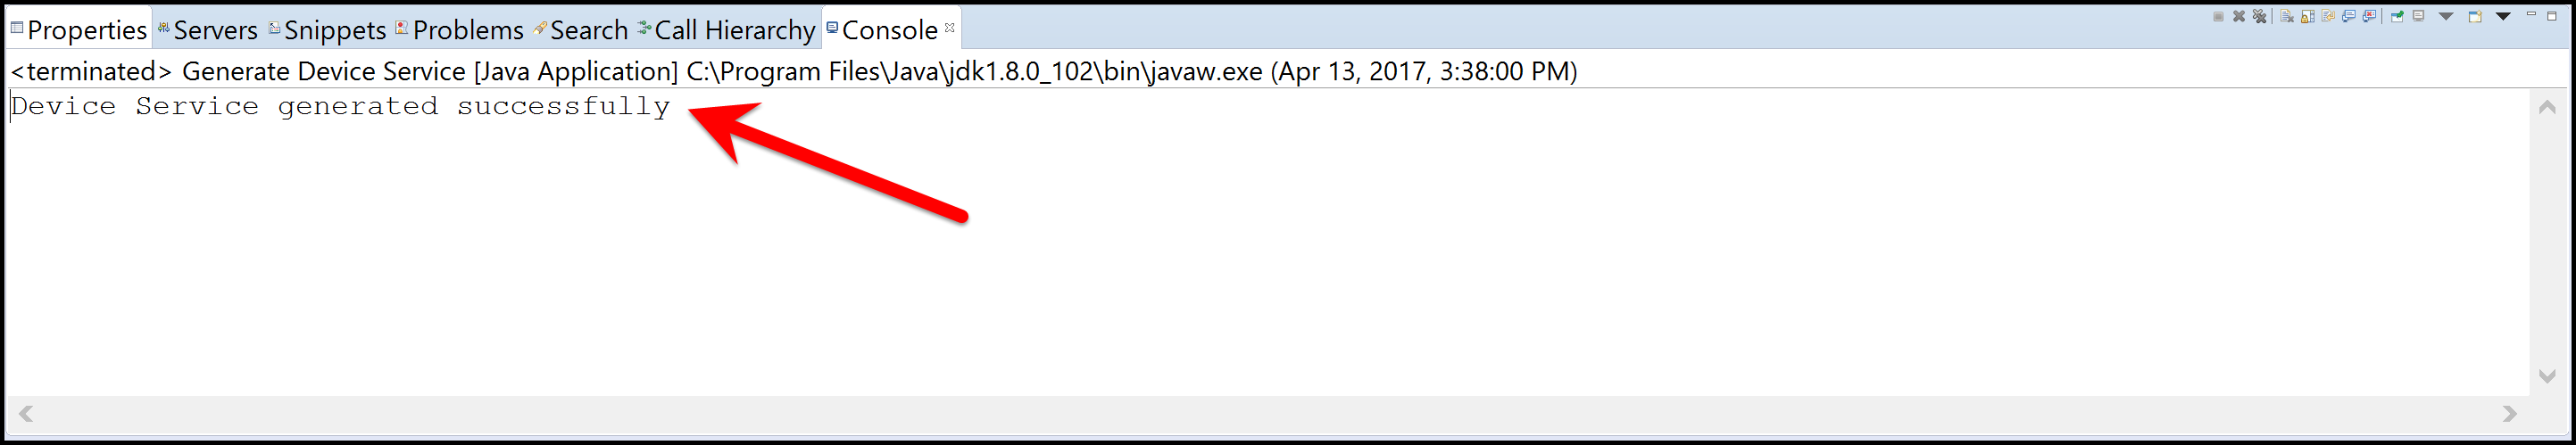 Properties Servers Snippets Problems Search Call Hierarchy Console
<terminated> Generate Device Service [Java Application] C:\Program Files\Java\jdk1.8.0_102\bin\javaw.exe (Apr 13, 2017, 3:38:00 PM)
Device Service generated successfully